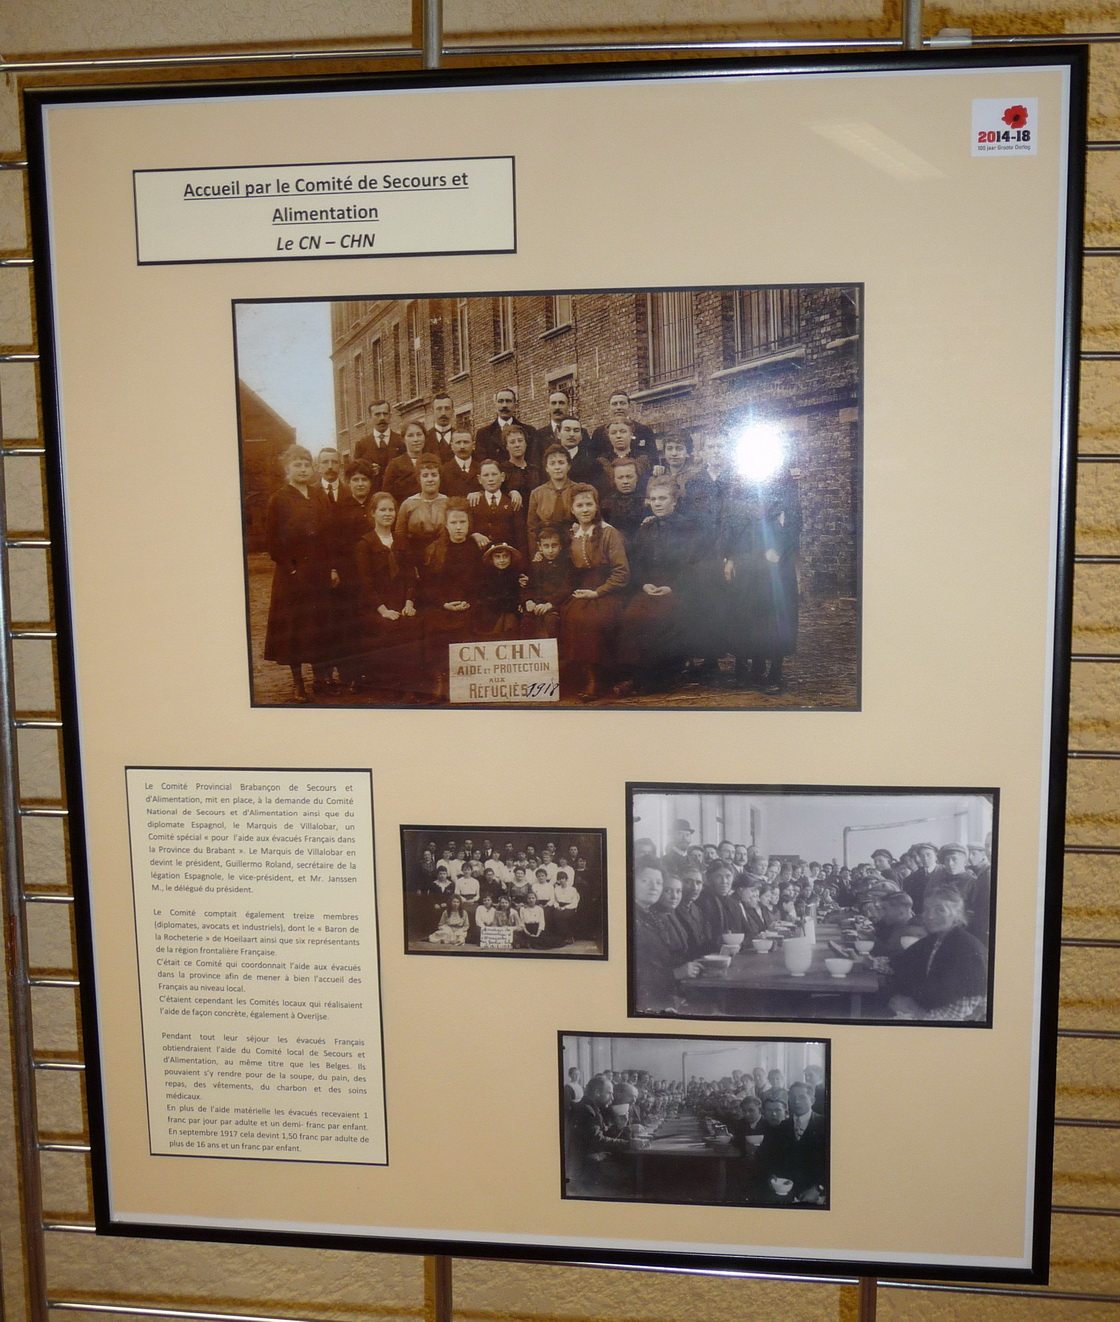 2014-18
100 jaar Groote Oorlog
Accueil par le Comité de Secours et
Alimentation
Le CN – CHN
C.N. C.H.N.
AIDE ET PROTECTOIN
AUX
RÉFUGIÉS 1918
Le Comité Provincial Brabançon de Secours et
d'Alimentation, mit en place, à la demande du Comité
National de Secours et d'Alimentation ainsi que du
diplomate Espagnol, le Marquis de Villalobar, un
Comité spécial « pour l'aide aux évacués Français dans
la Province du Brabant ». Le Marquis de Villalobar en
devint le président, Guillermo Roland, secrétaire de la
légation Espagnole, le vice-président, et Mr. Janssen
M., le délégué du président.
Le Comité comptait également treize membres
(diplomates, avocats et industriels), dont le « Baron de
la Rocheterie » de Hoeilaart ainsi que six représentants
de la région frontalière Française.
C'était ce Comité qui coordonnait l'aide aux évacués
dans la province afin de mener à bien l'accueil des
Français au niveau local.
C'étaient cependant les Comités locaux qui réalisaient
l'aide de façon concrète, également à Overijse.
Pendant tout leur séjour les évacués Français
obtiendraient l'aide du Comité local de Secours et
d'Alimentation, au même titre que les Belges. Ils
pouvaient s'y rendre pour de la soupe, du pain, des
repas, des vêtements, du charbon et des soins
médicaux.
En plus de l'aide matérielle les évacués recevaient 1
franc par jour par adulte et un demi- franc par enfant.
En septembre 1917 cela devint 1,50 franc par adulte de
plus de 16 ans et un franc par enfant.